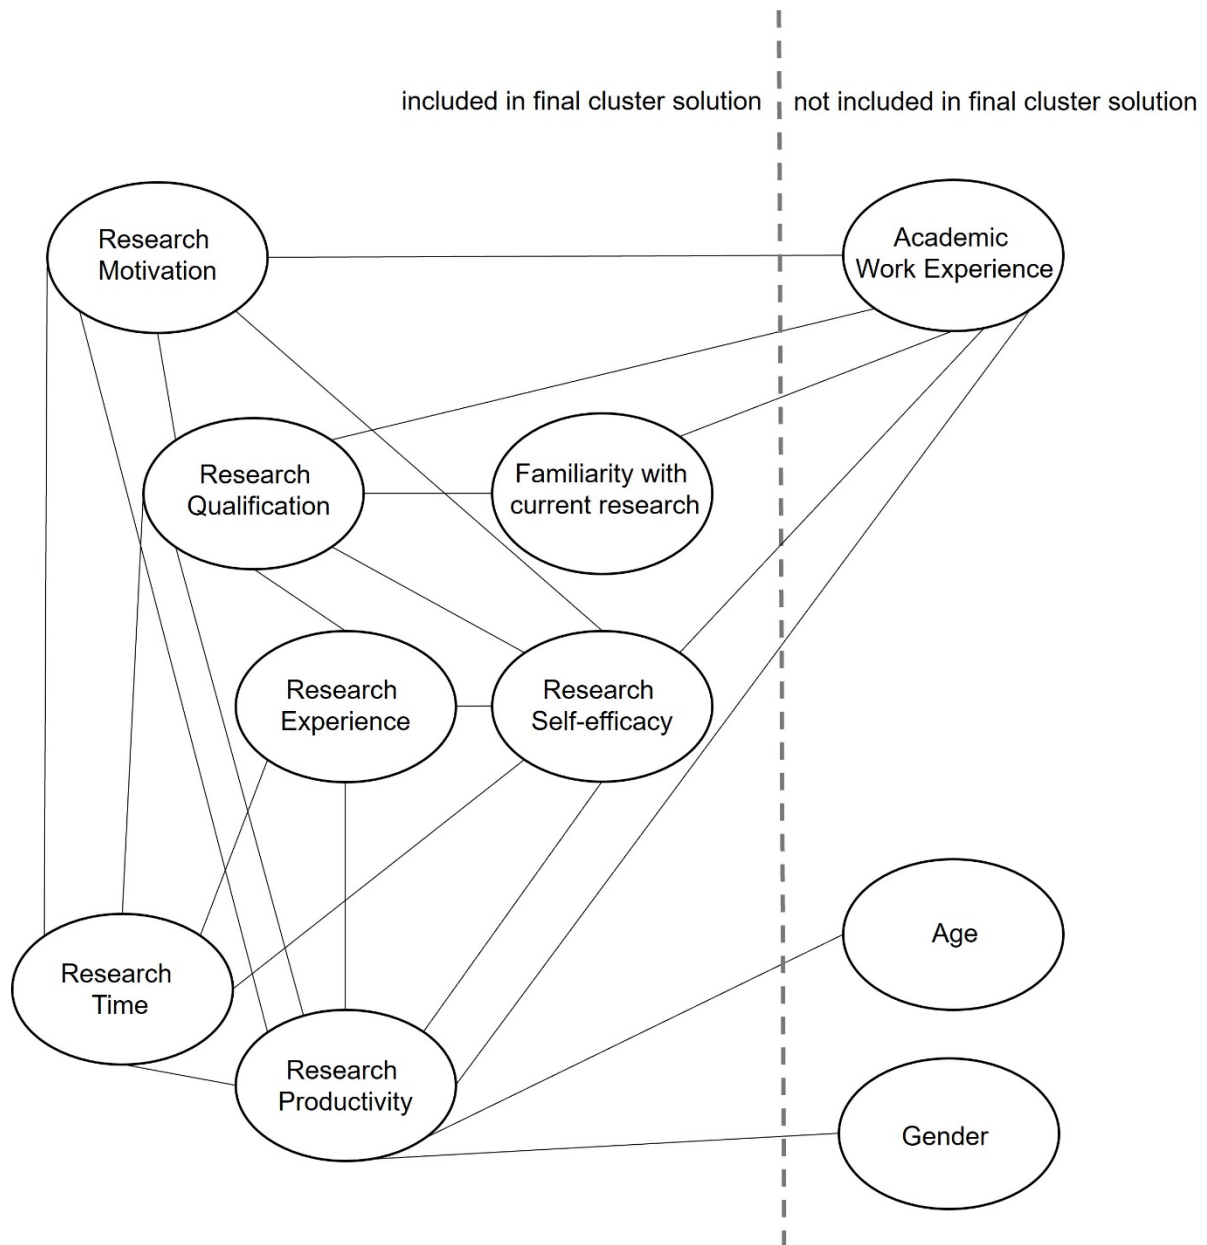 included in final cluster solution
not included in final cluster solution
Research
Motivation
Academic
Work Experience
Research
Qualification
Familiarity with
current research
Research
Experience
Research
Self-efficacy
Age
Research
Time
Research
Productivity
Gender